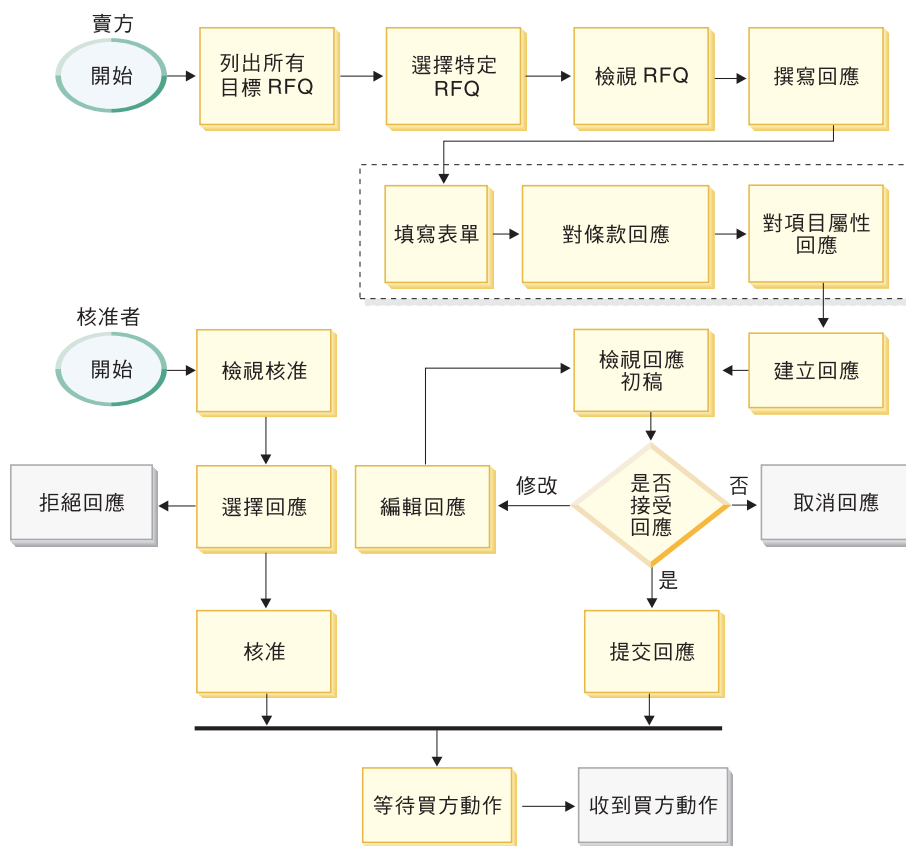 賣方
開始
列出所有
目標 RFQ
選擇特定
RFQ
檢視 RFQ
撰寫回應
填寫表單
對條款回應
對項目屬性
回應
核准者
開始
檢視核准
檢視回應
初稿
建立回應
拒絕回應
選擇回應
編輯回應
修改
是否
接受
回應
否
取消回應
是
核准
提交回應
等待買方動作
收到買方動作